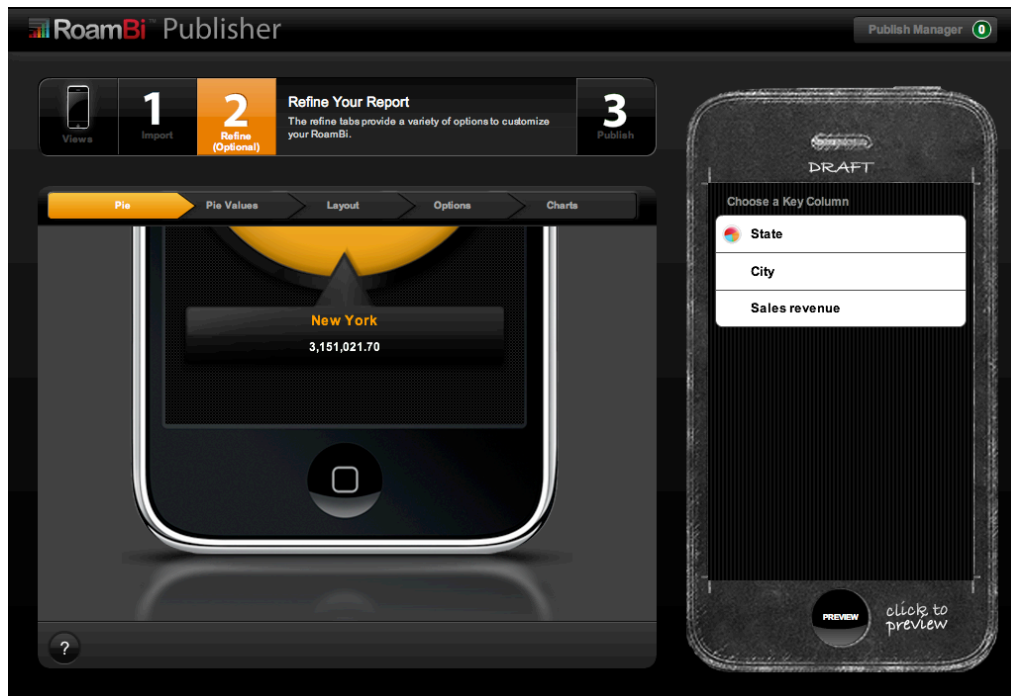 RoamBi™ Publisher
Publish Manager 0
Views
1
Import
2
Refine
(Optional)
Refine Your Report
The refine tabs provide a variety of options to customize
your RoamBi.
3
Publish
Pie
Pie Values
Layout
Options
Charts
New York
3,151,021.70
?
DRAFT
Choose a Key Column
State
City
Sales revenue
PREVIEW
click to
preview